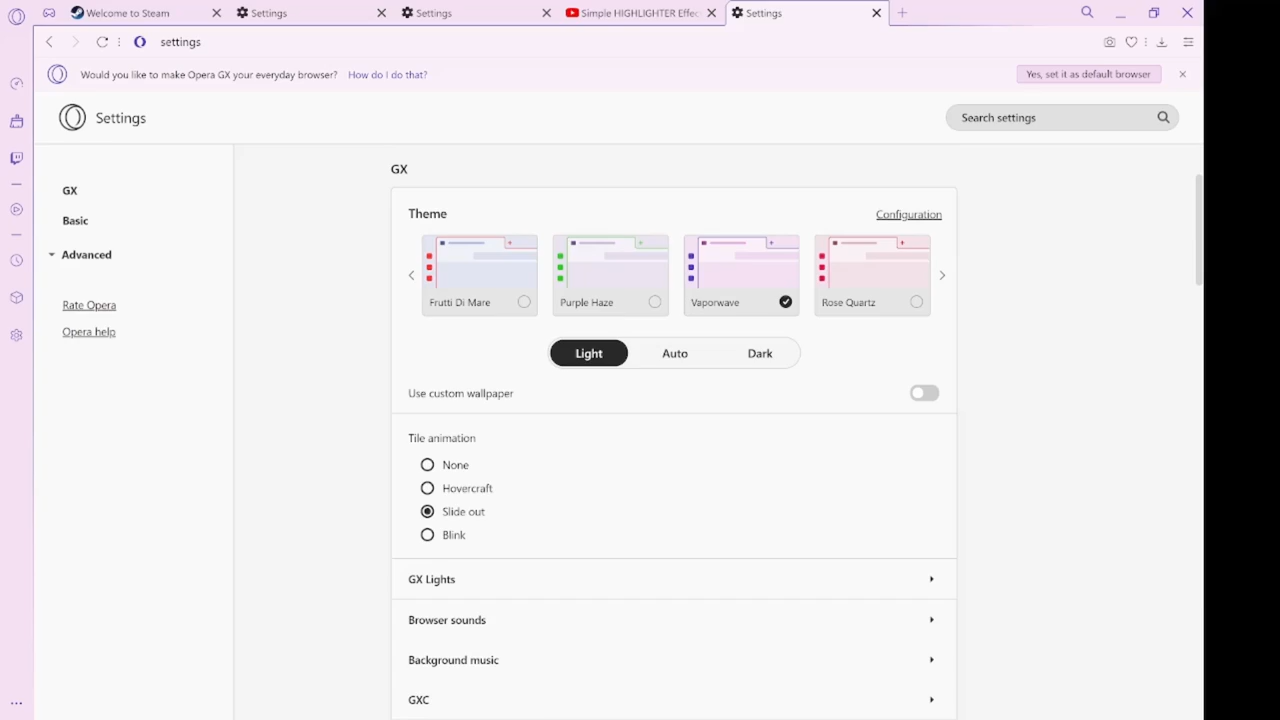 Welcome to Steam
Settings
Settings
Simple HIGHLIGHTER Effec
Settings
settings
Would you like to make Opera GX your everyday browser? How do I do that?
Yes, set it as default browser
Settings
Search settings
GX
Basic
Advanced
Rate Opera
Opera help
GX
Theme
Configuration
Frutti Di Mare
Purple Haze
Vaporwave
Rose Quartz
Light
Auto
Dark
Use custom wallpaper
Tile animation
None
Hovercraft
Slide out
Blink
GX Lights
Browser sounds
Background music
GXC